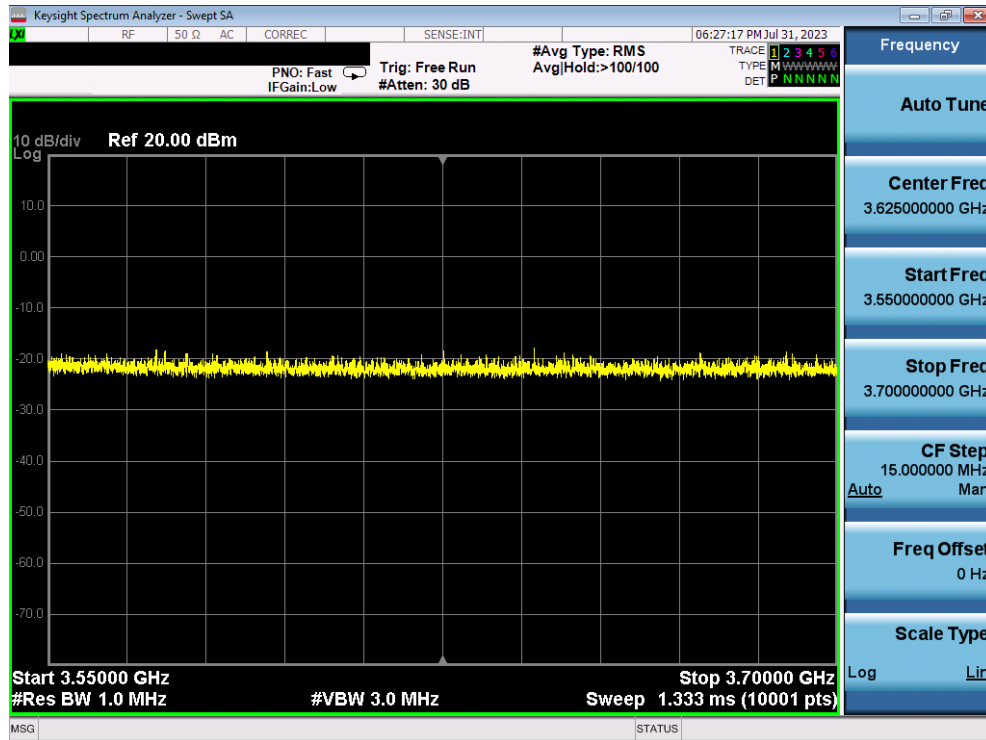 Keysight Spectrum Analyzer - Swept SA
LXI RF 50 Ω AC CORREC SENSE:INT 06:27:17 PM Jul 31, 2023
PNO: Fast
IFGain:Low
Trig: Free Run
#Atten: 30 dB
#Avg Type: RMS
Avg|Hold:>100/100
TRACE 1 2 3 4 5 6
TYPE M W W W W W
DET P N N N N N
10 dB/div
Log
Ref 20.00 dBm
10.0
0.00
-10.0
-20.0
-30.0
-40.0
-50.0
-60.0
-70.0
Start 3.55000 GHz
#Res BW 1.0 MHz
#VBW 3.0 MHz
Stop 3.70000 GHz
Sweep 1.333 ms (10001 pts)
MSG
STATUS
Frequency
Auto Tune
Center Freq
3.625000000 GHz
Start Freq
3.550000000 GHz
Stop Freq
3.700000000 GHz
CF Step
15.000000 MHz
Auto Man
Freq Offset
0 Hz
Scale Type
Log Lin